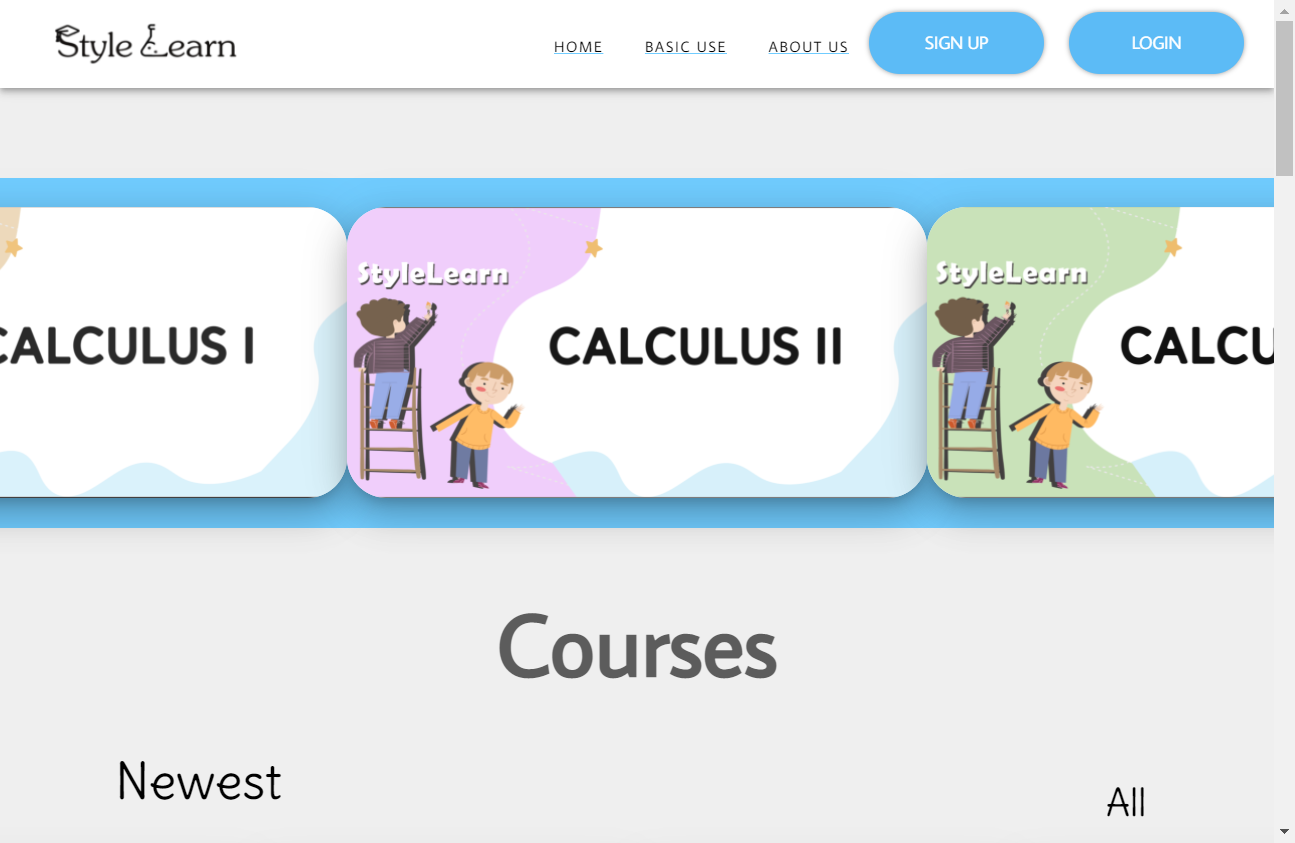 Style Learn
HOME
BASIC USE
ABOUT US
SIGN UP
LOGIN
CALCULUS I
StyleLearn
CALCULUS II
StyleLearn
CALCU
Courses
Newest
All